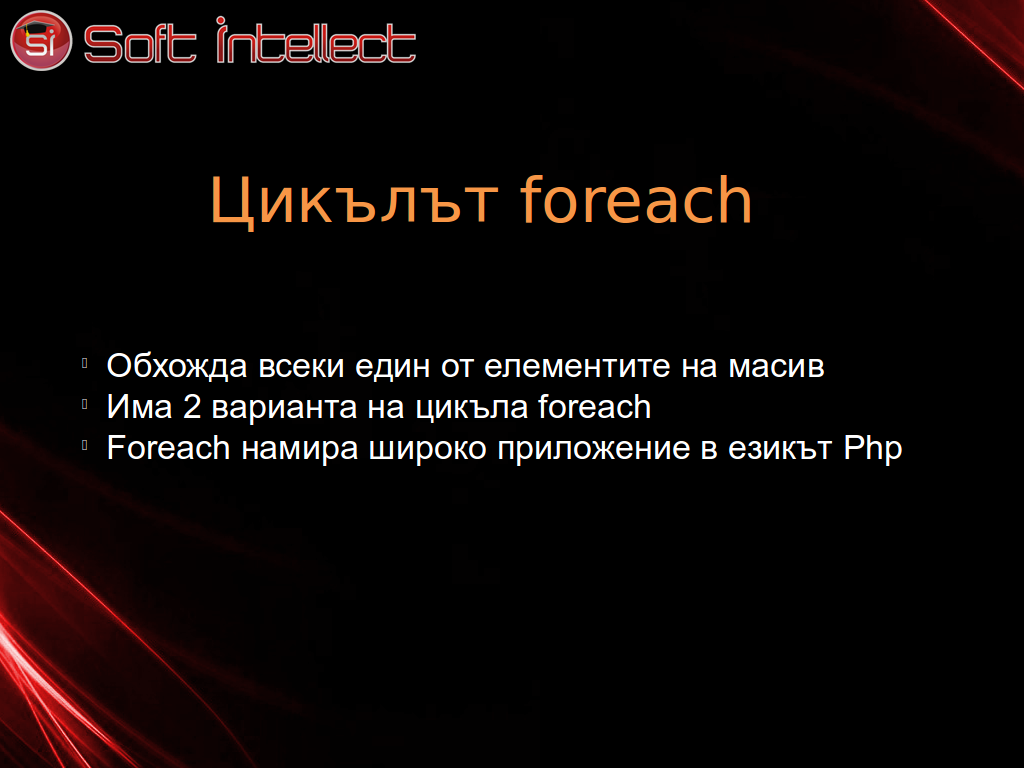 Si Soft Intellect
Цикълът foreach
Обхожда всеки един от елементите на масив
Има 2 варианта на цикъла foreach
Foreach намира широко приложение в езикът Php